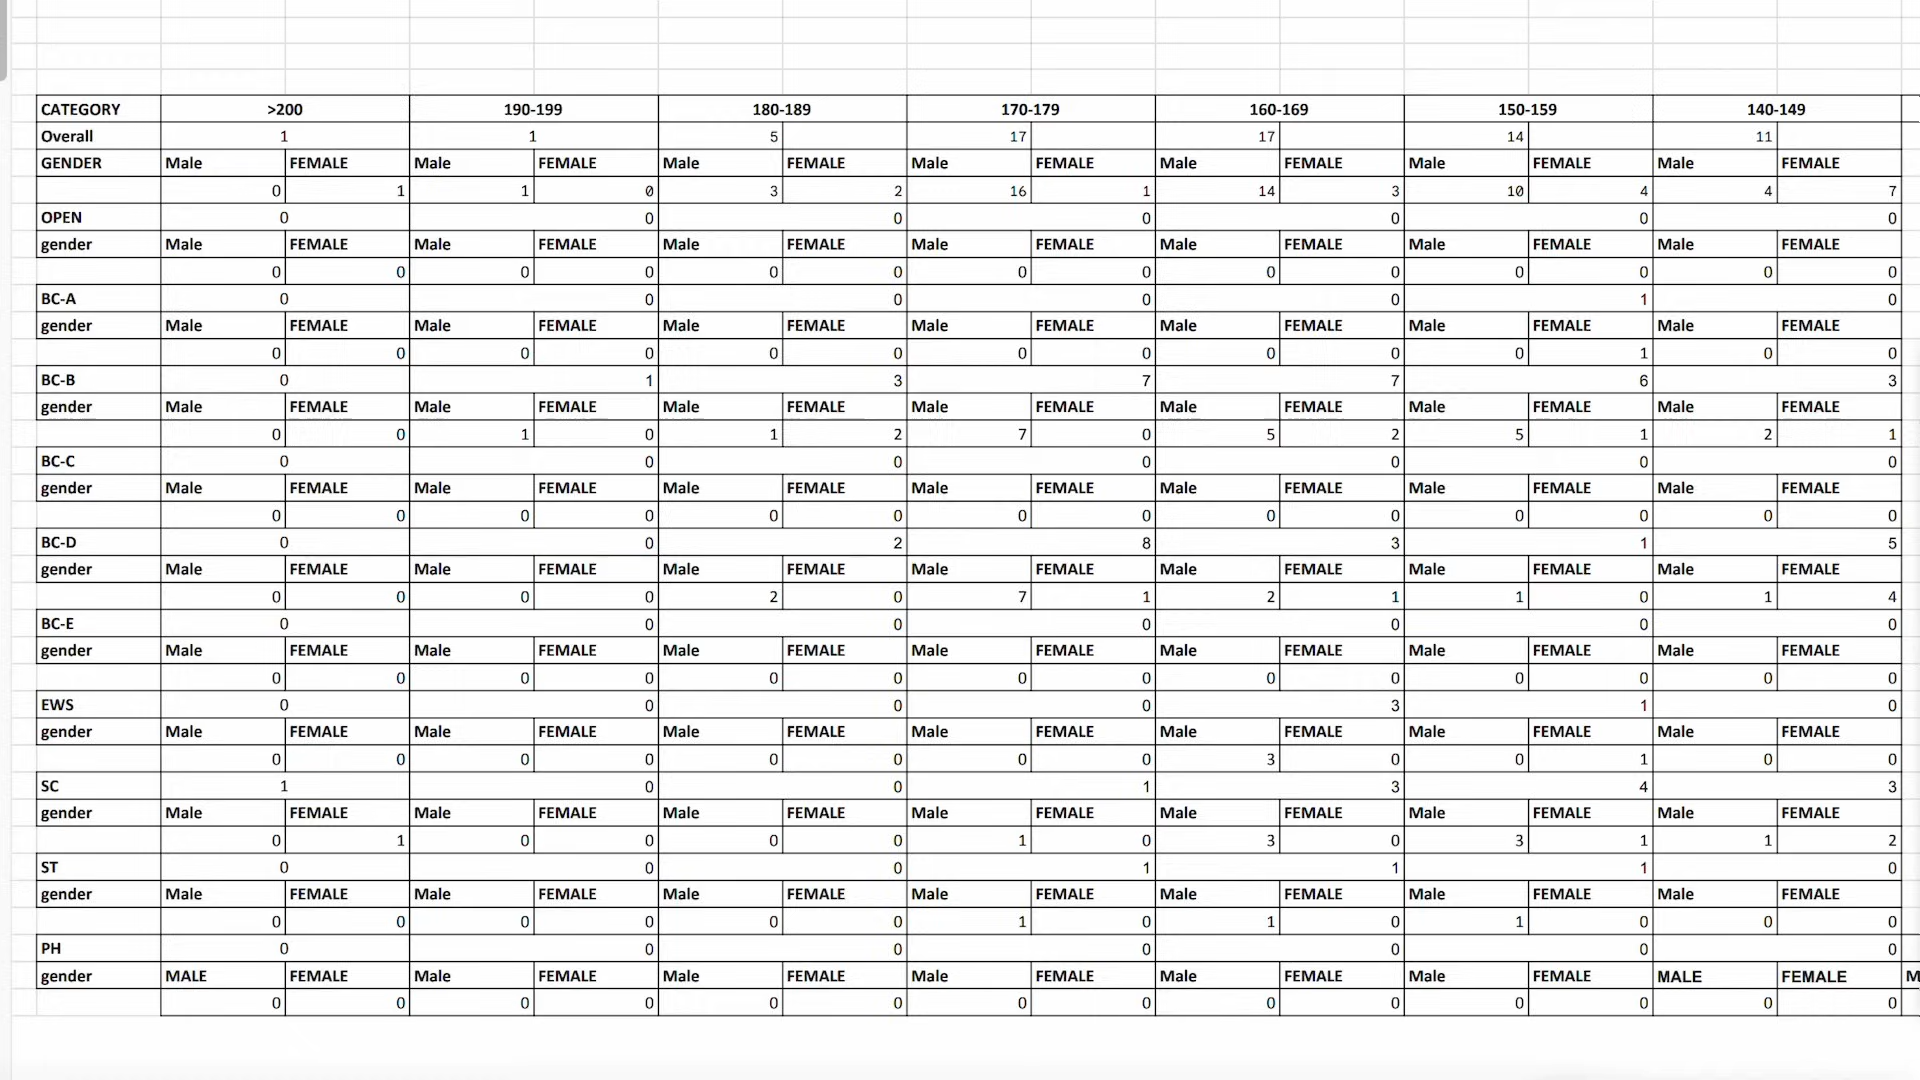 CATEGORY >200 190-199 180-189 170-179 160-169 150-159 140-149
Overall 1 1 5 17 17 14 11
GENDER Male FEMALE Male FEMALE Male FEMALE Male FEMALE Male FEMALE Male FEMALE Male FEMALE
0 1 1 0 3 2 16 1 14 3 10 4 4 7
OPEN 0 0 0 0 0 0 0
gender Male FEMALE Male FEMALE Male FEMALE Male FEMALE Male FEMALE Male FEMALE Male FEMALE
0 0 0 0 0 0 0 0 0 0 0 0 0 0
BC-A 0 0 0 0 0 1 0
gender Male FEMALE Male FEMALE Male FEMALE Male FEMALE Male FEMALE Male FEMALE Male FEMALE
0 0 0 0 0 0 0 0 0 0 0 1 0 0
BC-B 0 1 3 7 7 6 3
gender Male FEMALE Male FEMALE Male FEMALE Male FEMALE Male FEMALE Male FEMALE Male FEMALE
0 0 1 0 1 2 7 0 5 2 5 1 2 1
BC-C 0 0 0 0 0 0 0
gender Male FEMALE Male FEMALE Male FEMALE Male FEMALE Male FEMALE Male FEMALE Male FEMALE
0 0 0 0 0 0 0 0 0 0 0 0 0 0
BC-D 0 0 2 8 3 1 5
gender Male FEMALE Male FEMALE Male FEMALE Male FEMALE Male FEMALE Male FEMALE Male FEMALE
0 0 0 0 2 0 7 1 2 1 1 0 1 4
BC-E 0 0 0 0 0 0 0
gender Male FEMALE Male FEMALE Male FEMALE Male FEMALE Male FEMALE Male FEMALE Male FEMALE
0 0 0 0 0 0 0 0 0 0 0 0 0 0
EWS 0 0 0 0 3 1 0
gender Male FEMALE Male FEMALE Male FEMALE Male FEMALE Male FEMALE Male FEMALE Male FEMALE
0 0 0 0 0 0 0 0 3 0 0 1 0 0
SC 1 0 0 1 3 4 3
gender Male FEMALE Male FEMALE Male FEMALE Male FEMALE Male FEMALE Male FEMALE Male FEMALE
0 1 0 0 0 0 1 0 3 0 3 1 1 2
ST 0 0 0 1 1 1 0
gender Male FEMALE Male FEMALE Male FEMALE Male FEMALE Male FEMALE Male FEMALE Male FEMALE
0 0 0 0 0 0 1 0 1 0 1 0 0 0
PH 0 0 0 0 0 0 0
gender MALE FEMALE Male FEMALE Male FEMALE Male FEMALE Male FEMALE Male FEMALE MALE FEMALE
0 0 0 0 0 0 0 0 0 0 0 0 0 0